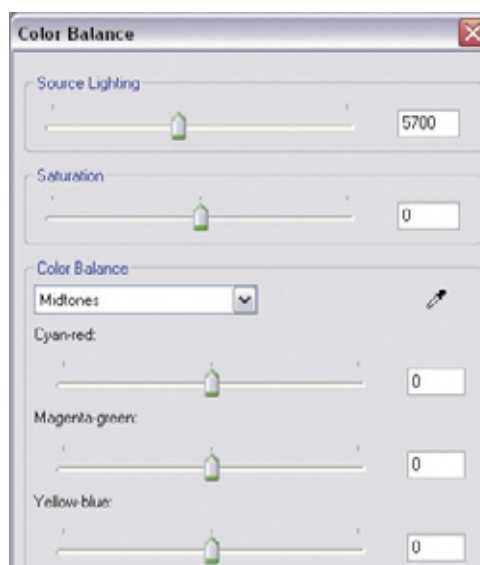 Color Balance
Source Lighting
5700
Saturation
0
Color Balance
Midtones
Cyan-red:
0
Magenta-green:
0
Yellow-blue:
0